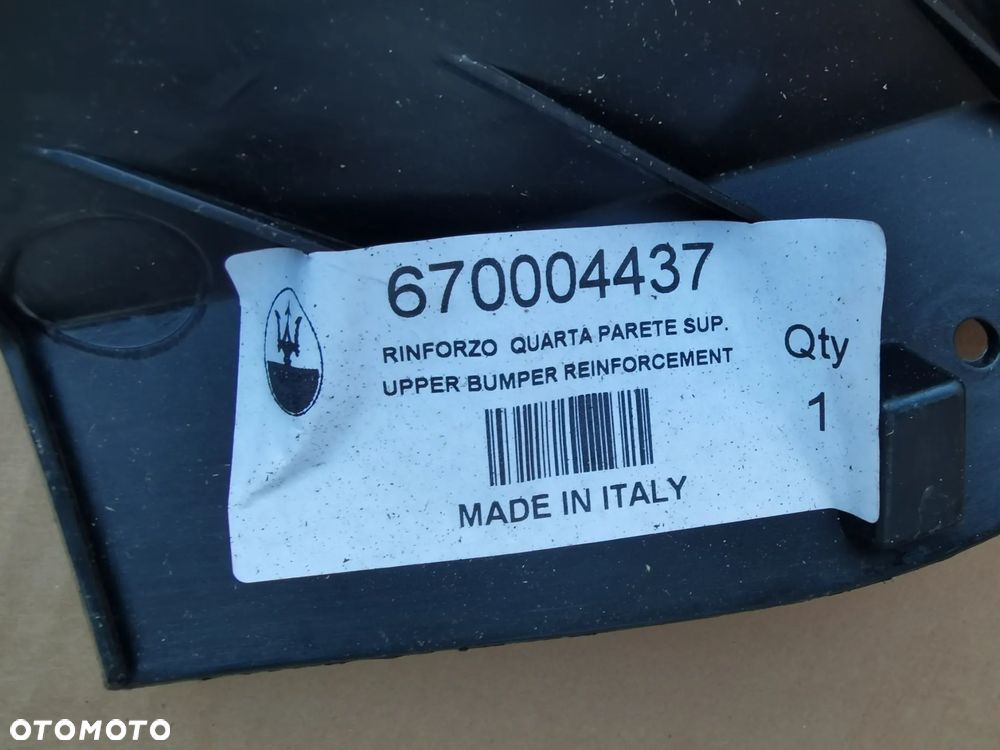 670004437
RINFORZO QUARTA PARETE SUP.
UPPER BUMPER REINFORCEMENT
Qty
1
MADE IN ITALY
OTOMOTO